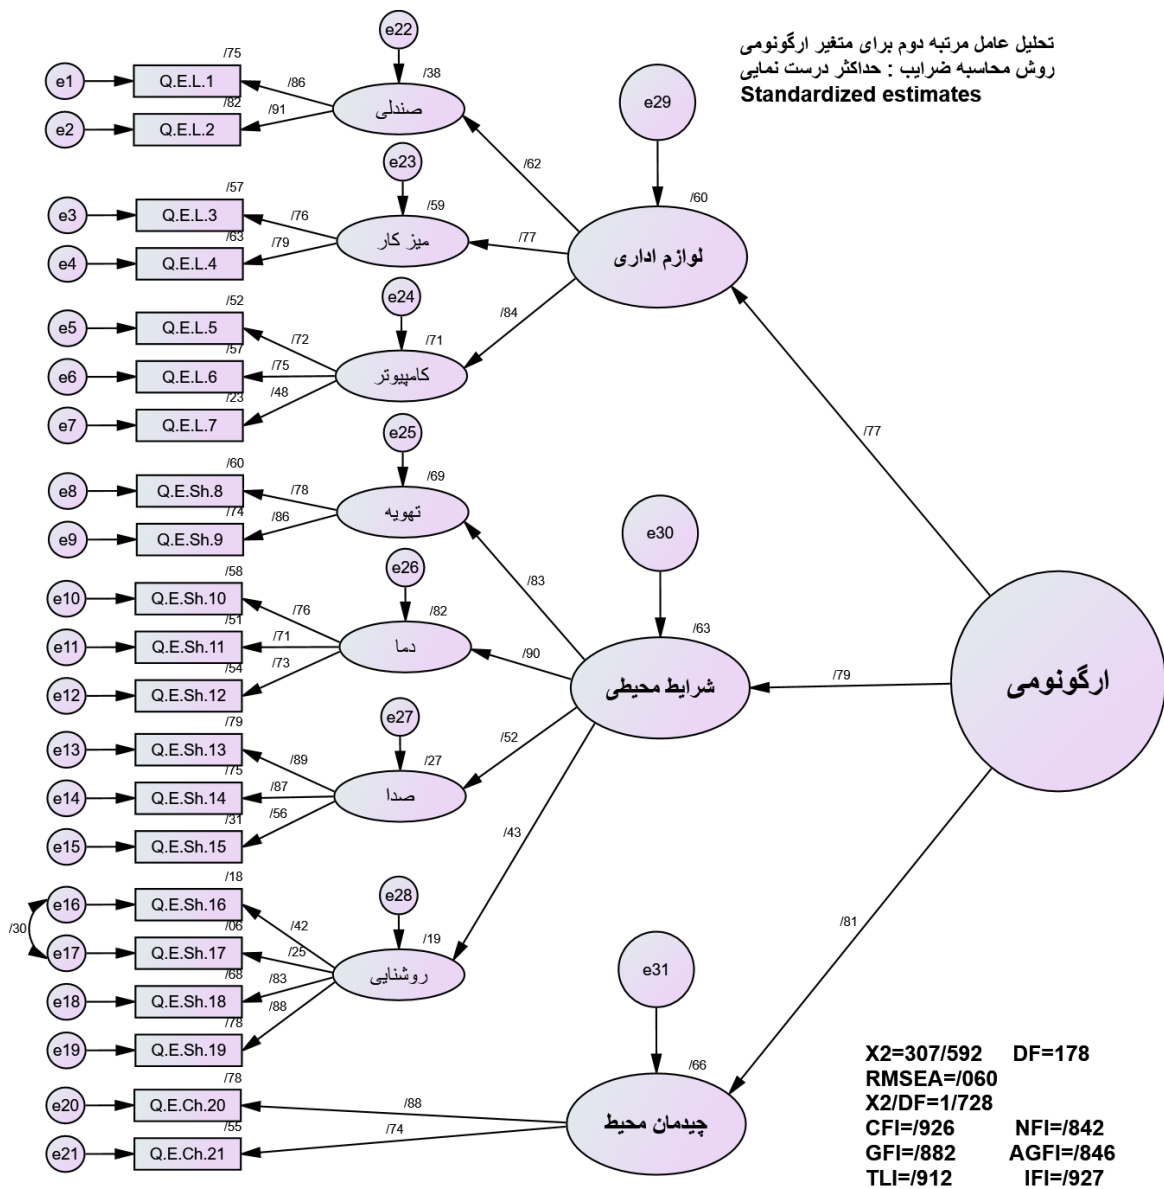 تحلیل عامل مرتبه دوم برای متغیر ارگونومی
روش محاسبه ضرایب : حداکثر درست نمایی
Standardized estimates
e22
/75
/38
e1
Q.E.L.1
/86
صندلی
/82
/91
e2
Q.E.L.2
e29
e23
/62
/57
/59
/60
e3
Q.E.L.3
/76
میز کار
/77
/63
/79
e4
Q.E.L.4
لوازم اداری
e24
/52
/84
/71
e5
Q.E.L.5
/72
/57
/75
کامپیوتر
e6
Q.E.L.6
/48
/23
e7
Q.E.L.7
/77
e25
/60
/69
e8
Q.E.Sh.8
/78
تهویه
/74
/86
e9
Q.E.Sh.9
e30
e26
/58
/83
/82
e10
Q.E.Sh.10
/76
/63
/51
/71
دما
e11
Q.E.Sh.11
/90
/54
/73
e12
Q.E.Sh.12
شرایط محیطی
/79
ارگونومی
e27
/79
/52
/27
e13
Q.E.Sh.13
/89
/75
/87
صدا
e14
Q.E.Sh.14
/56
/31
e15
Q.E.Sh.15
/43
e28
/18
e16
Q.E.Sh.16
/42
/30
/06
/25
/19
e17
Q.E.Sh.17
/68
/83
روشنایی
e18
Q.E.Sh.18
/88
/78
e19
Q.E.Sh.19
/81
e31
/78
/66
e20
Q.E.Ch.20
/88
چیدمان محیط
/55
/74
e21
Q.E.Ch.21
X2=307/592 DF=178
RMSEA=/060
X2/DF=1/728
CFI=/926 NFI=/842
GFI=/882 AGFI=/846
TLI=/912 IFI=/927